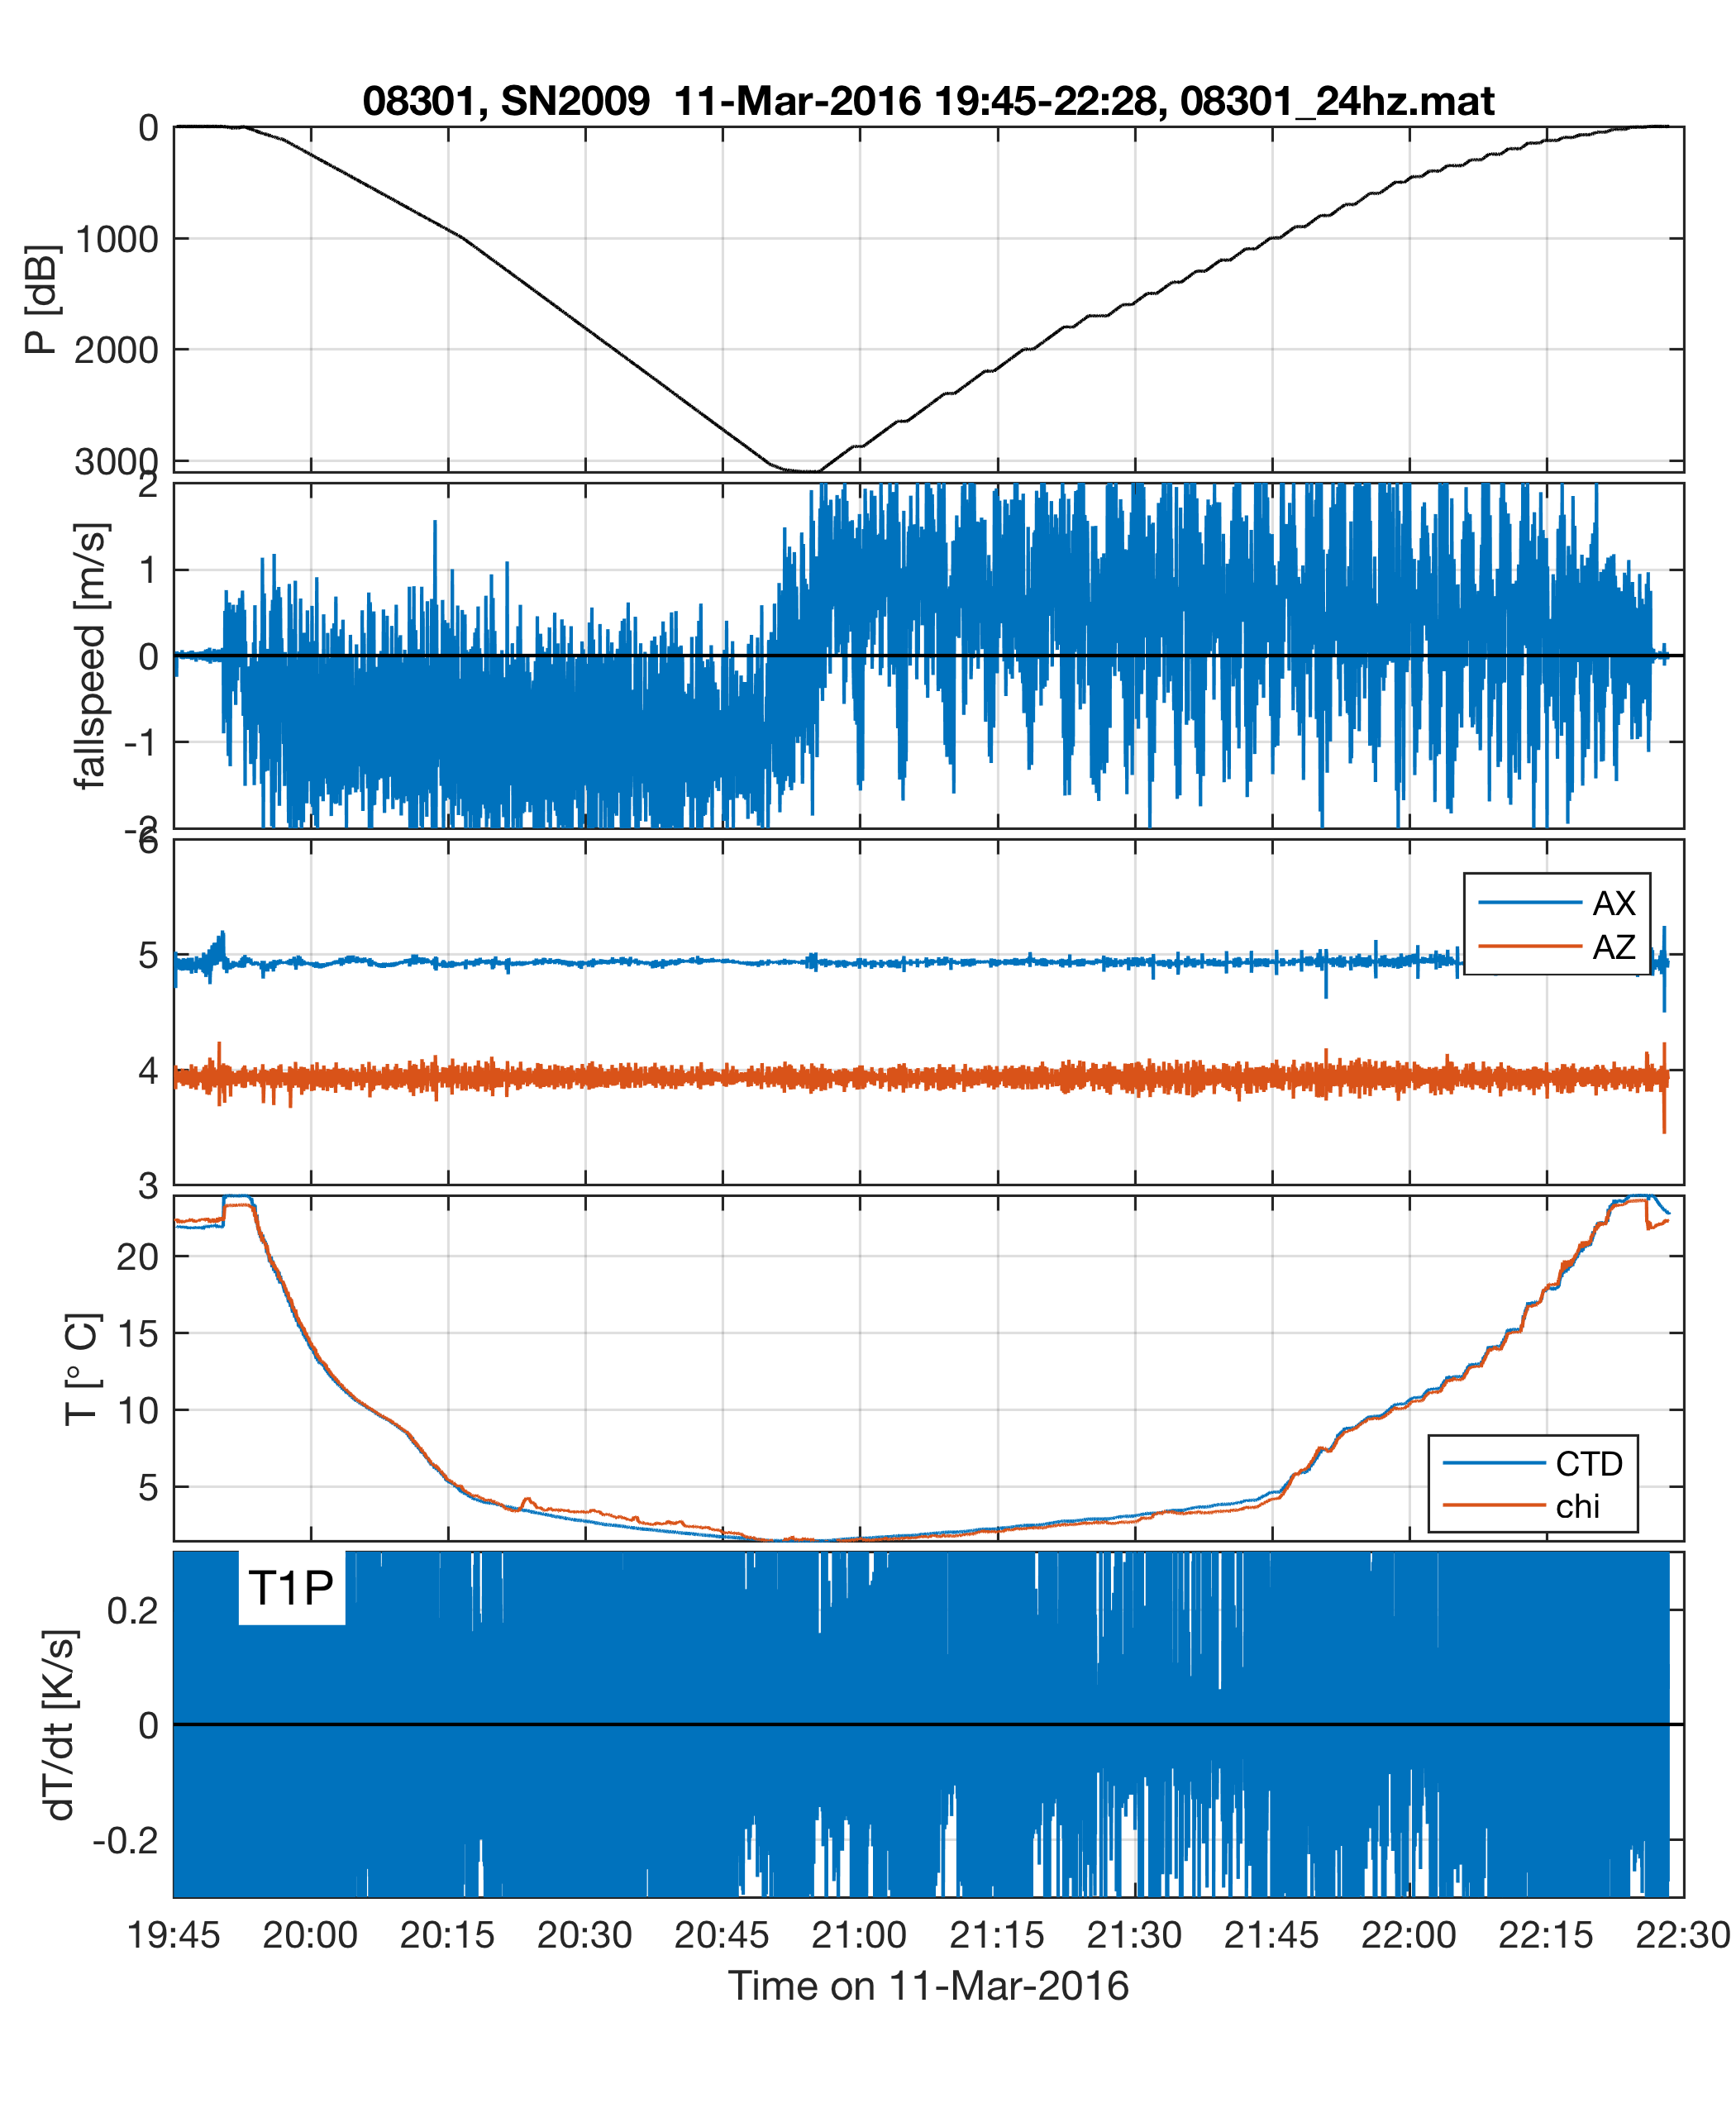 08301, SN2009  11-Mar-2016 19:45-22:28, 08301_24hz.mat
0
1000
2000
3000
P [dB]
2
1
0
-1
-2
fallspeed [m/s]
6
5
4
3
AX
AZ
20
15
10
5
T [° C]
CTD
chi
T1P
0.2
0
-0.2
dT/dt [K/s]
19:45 20:00 20:15 20:30 20:45 21:00 21:15 21:30 21:45 22:00 22:15 22:30
Time on 11-Mar-2016